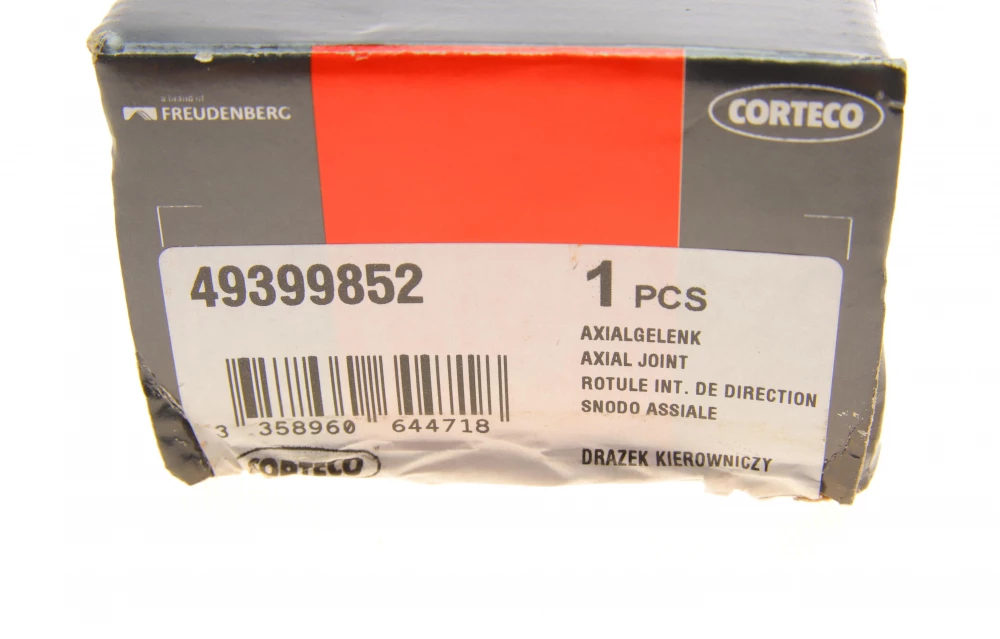 a brand of
FREUDENBERG
CORTECO
49399852
1 PCS
AXIALGELENK
AXIAL JOINT
ROTULE INT. DE DIRECTION
SNODO ASSIALE
DRAZEK KIEROWNICZY
3 358960 644718
CORTECO